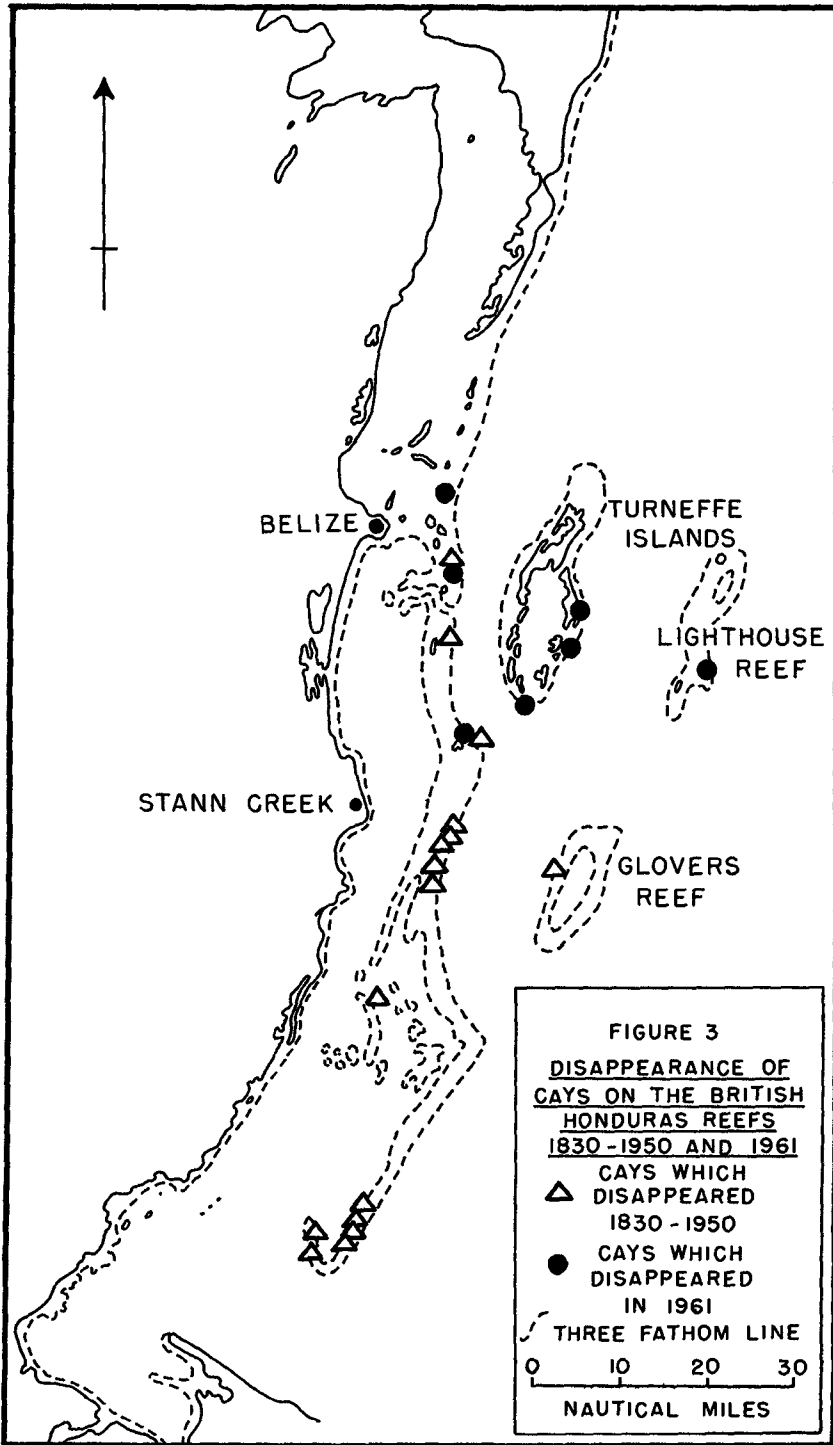 BELIZE
TURNEFFE
ISLANDS
LIGHTHOUSE
REEF
STANN CREEK
GLOVERS
REEF
FIGURE 3
DISAPPEARANCE OF
CAYS ON THE BRITISH
HONDURAS REEFS
1830-1950 AND 1961
CAYS WHICH
DISAPPEARED
1830-1950
CAYS WHICH
DISAPPEARED
IN 1961
THREE FATHOM LINE
0 10 20 30
NAUTICAL MILES